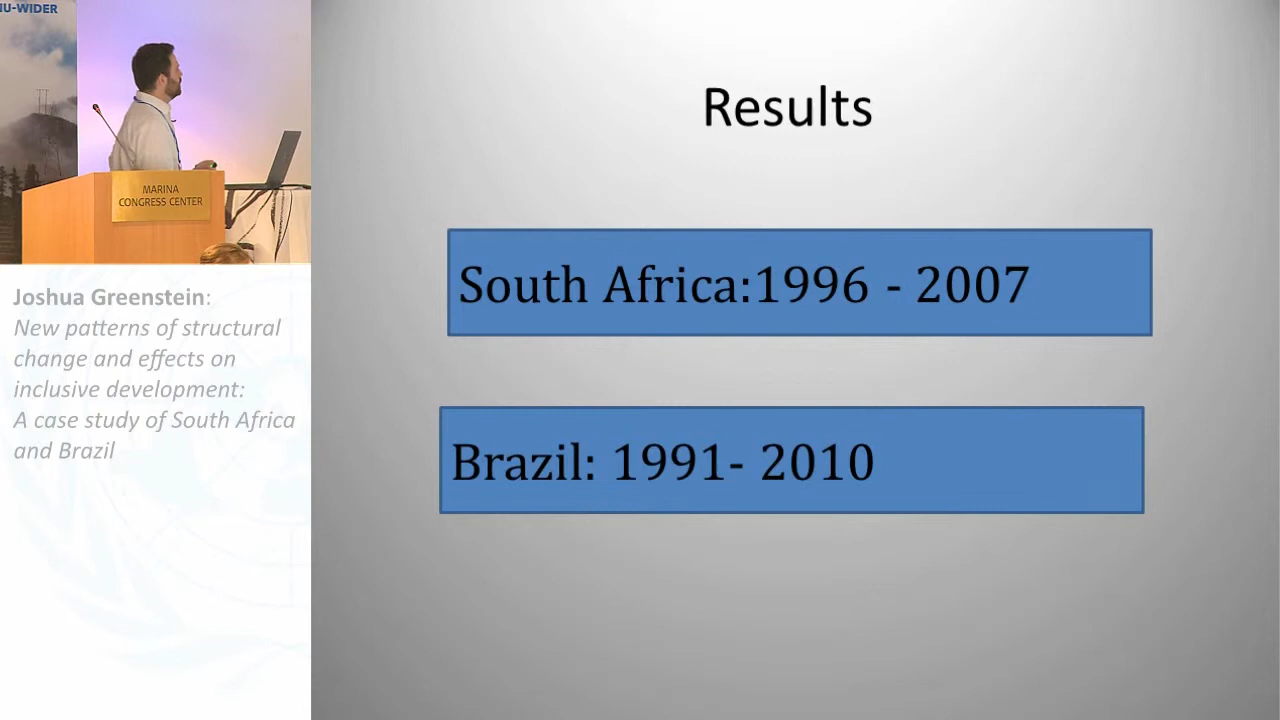 NU-WIDER
MARINA
CONGRESS CENTER
Joshua Greenstein:
New patterns of structural
change and effects on
inclusive development:
A case study of South Africa
and Brazil
Results
South Africa:1996 - 2007
Brazil: 1991- 2010